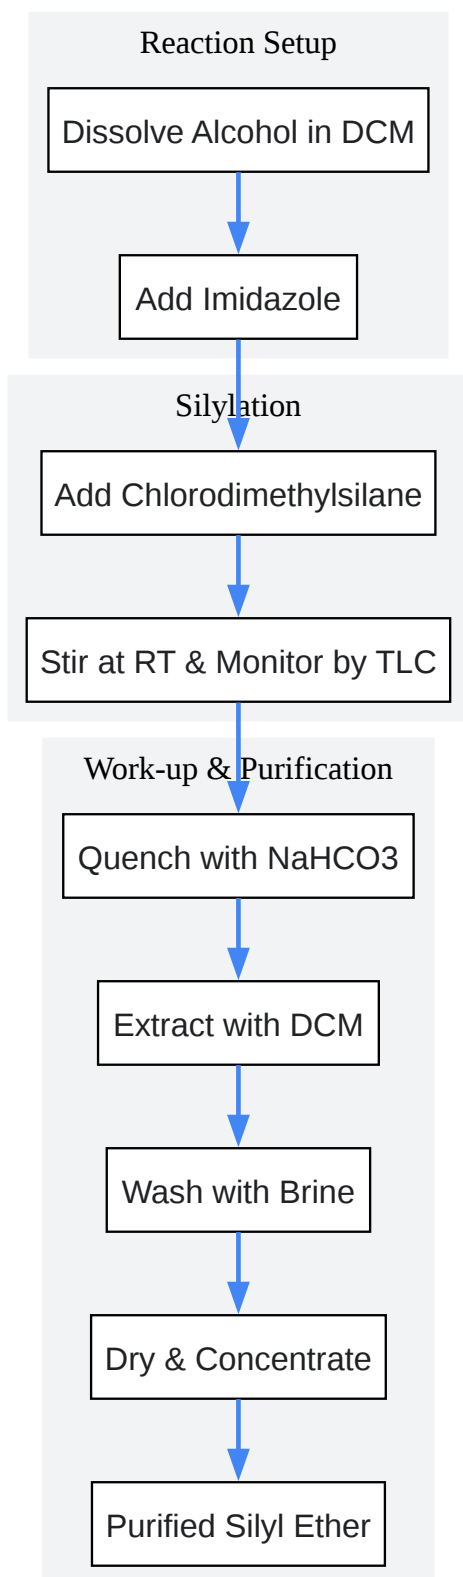 Reaction Setup
Dissolve Alcohol in DCM
Add Imidazole
Silylation
Add Chlorodimethylsilane
Stir at RT & Monitor by TLC
Work-up & Purification
Quench with NaHCO3
Extract with DCM
Wash with Brine
Dry & Concentrate
Purified Silyl Ether